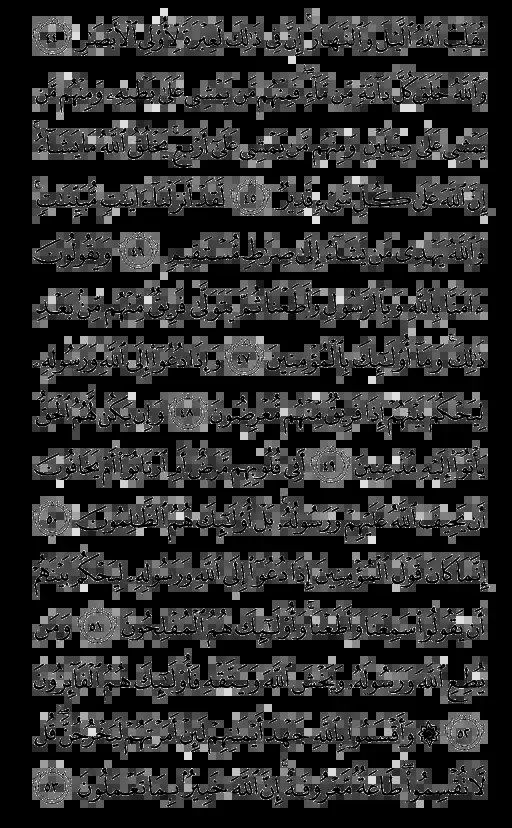 يُقَلِّبُ ٱللَّهُ ٱلَّيۡلَ وَٱلنَّهَارَۚ إِنَّ فِي ذَٰلِكَ لَعِبۡرَةٗ لِّأُوْلِي ٱلۡأَبۡصَٰرِ ٤٤
وَٱللَّهُ خَلَقَ كُلَّ دَآبَّةٖ مِّن مَّآءٖۖ فَمِنۡهُم مَّن يَمۡشِي عَلَىٰ بَطۡنِهِۦ وَمِنۡهُم مَّن
يَمۡشِي عَلَىٰ رِجۡلَيۡنِ وَمِنۡهُم مَّن يَمۡشِي عَلَىٰٓ أَرۡبَعٖۚ يَخۡلُقُ ٱللَّهُ مَا يَشَآءُۚ
إِنَّ ٱللَّهَ عَلَىٰ كُلِّ شَيۡءٖ قَدِيرٞ ٤٥ لَّقَدۡ أَنزَلۡنَآ ءَايَٰتٖ مُّبَيِّنَٰتٖۚ
وَٱللَّهُ يَهۡدِي مَن يَشَآءُ إِلَىٰ صِرَٰطٖ مُّسۡتَقِيمٖ ٤٦ وَيَقُولُونَ
ءَامَنَّا بِٱللَّهِ وَبِٱلرَّسُولِ وَأَطَعۡنَا ثُمَّ يَتَوَلَّىٰ فَرِيقٞ مِّنۡهُم مِّنۢ بَعۡدِ
ذَٰلِكَۚ وَمَآ أُوْلَٰٓئِكَ بِٱلۡمُؤۡمِنِينَ ٤٧ وَإِذَا دُعُوٓاْ إِلَى ٱللَّهِ وَرَسُولِهِۦ
لِيَحۡكُمَ بَيۡنَهُمۡ إِذَا فَرِيقٞ مِّنۡهُم مُّعۡرِضُونَ ٤٨ وَإِن يَكُن لَّهُمُ ٱلۡحَقُّ
يَأۡتُوٓاْ إِلَيۡهِ مُذۡعِنِينَ ٤٩ أَفِي قُلُوبِهِم مَّرَضٌ أَمِ ٱرۡتَابُوٓاْ أَمۡ يَخَافُونَ
أَن يَحِيفَ ٱللَّهُ عَلَيۡهِمۡ وَرَسُولُهُۥۚ بَلۡ أُوْلَٰٓئِكَ هُمُ ٱلظَّٰلِمُونَ ٥٠
إِنَّمَا كَانَ قَوۡلَ ٱلۡمُؤۡمِنِينَ إِذَا دُعُوٓاْ إِلَى ٱللَّهِ وَرَسُولِهِۦ لِيَحۡكُمَ بَيۡنَهُمۡ
أَن يَقُولُواْ سَمِعۡنَا وَأَطَعۡنَاۚ وَأُوْلَٰٓئِكَ هُمُ ٱلۡمُفۡلِحُونَ ٥١ وَمَن
يُطِعِ ٱللَّهَ وَرَسُولَهُۥ وَيَخۡشَ ٱللَّهَ وَيَتَّقۡهِ فَأُوْلَٰٓئِكَ هُمُ ٱلۡفَآئِزُونَ
٥٢ ۞ وَأَقۡسَمُواْ بِٱللَّهِ جَهۡدَ أَيۡمَٰنِهِمۡ لَئِنۡ أَمَرۡتَهُمۡ لَيَخۡرُجُنَّۖ قُل
لَّا تُقۡسِمُواْۖ طَاعَةٞ مَّعۡرُوفَةٌۚ إِنَّ ٱللَّهَ خَبِيرُۢ بِمَا تَعۡمَلُونَ ٥٣